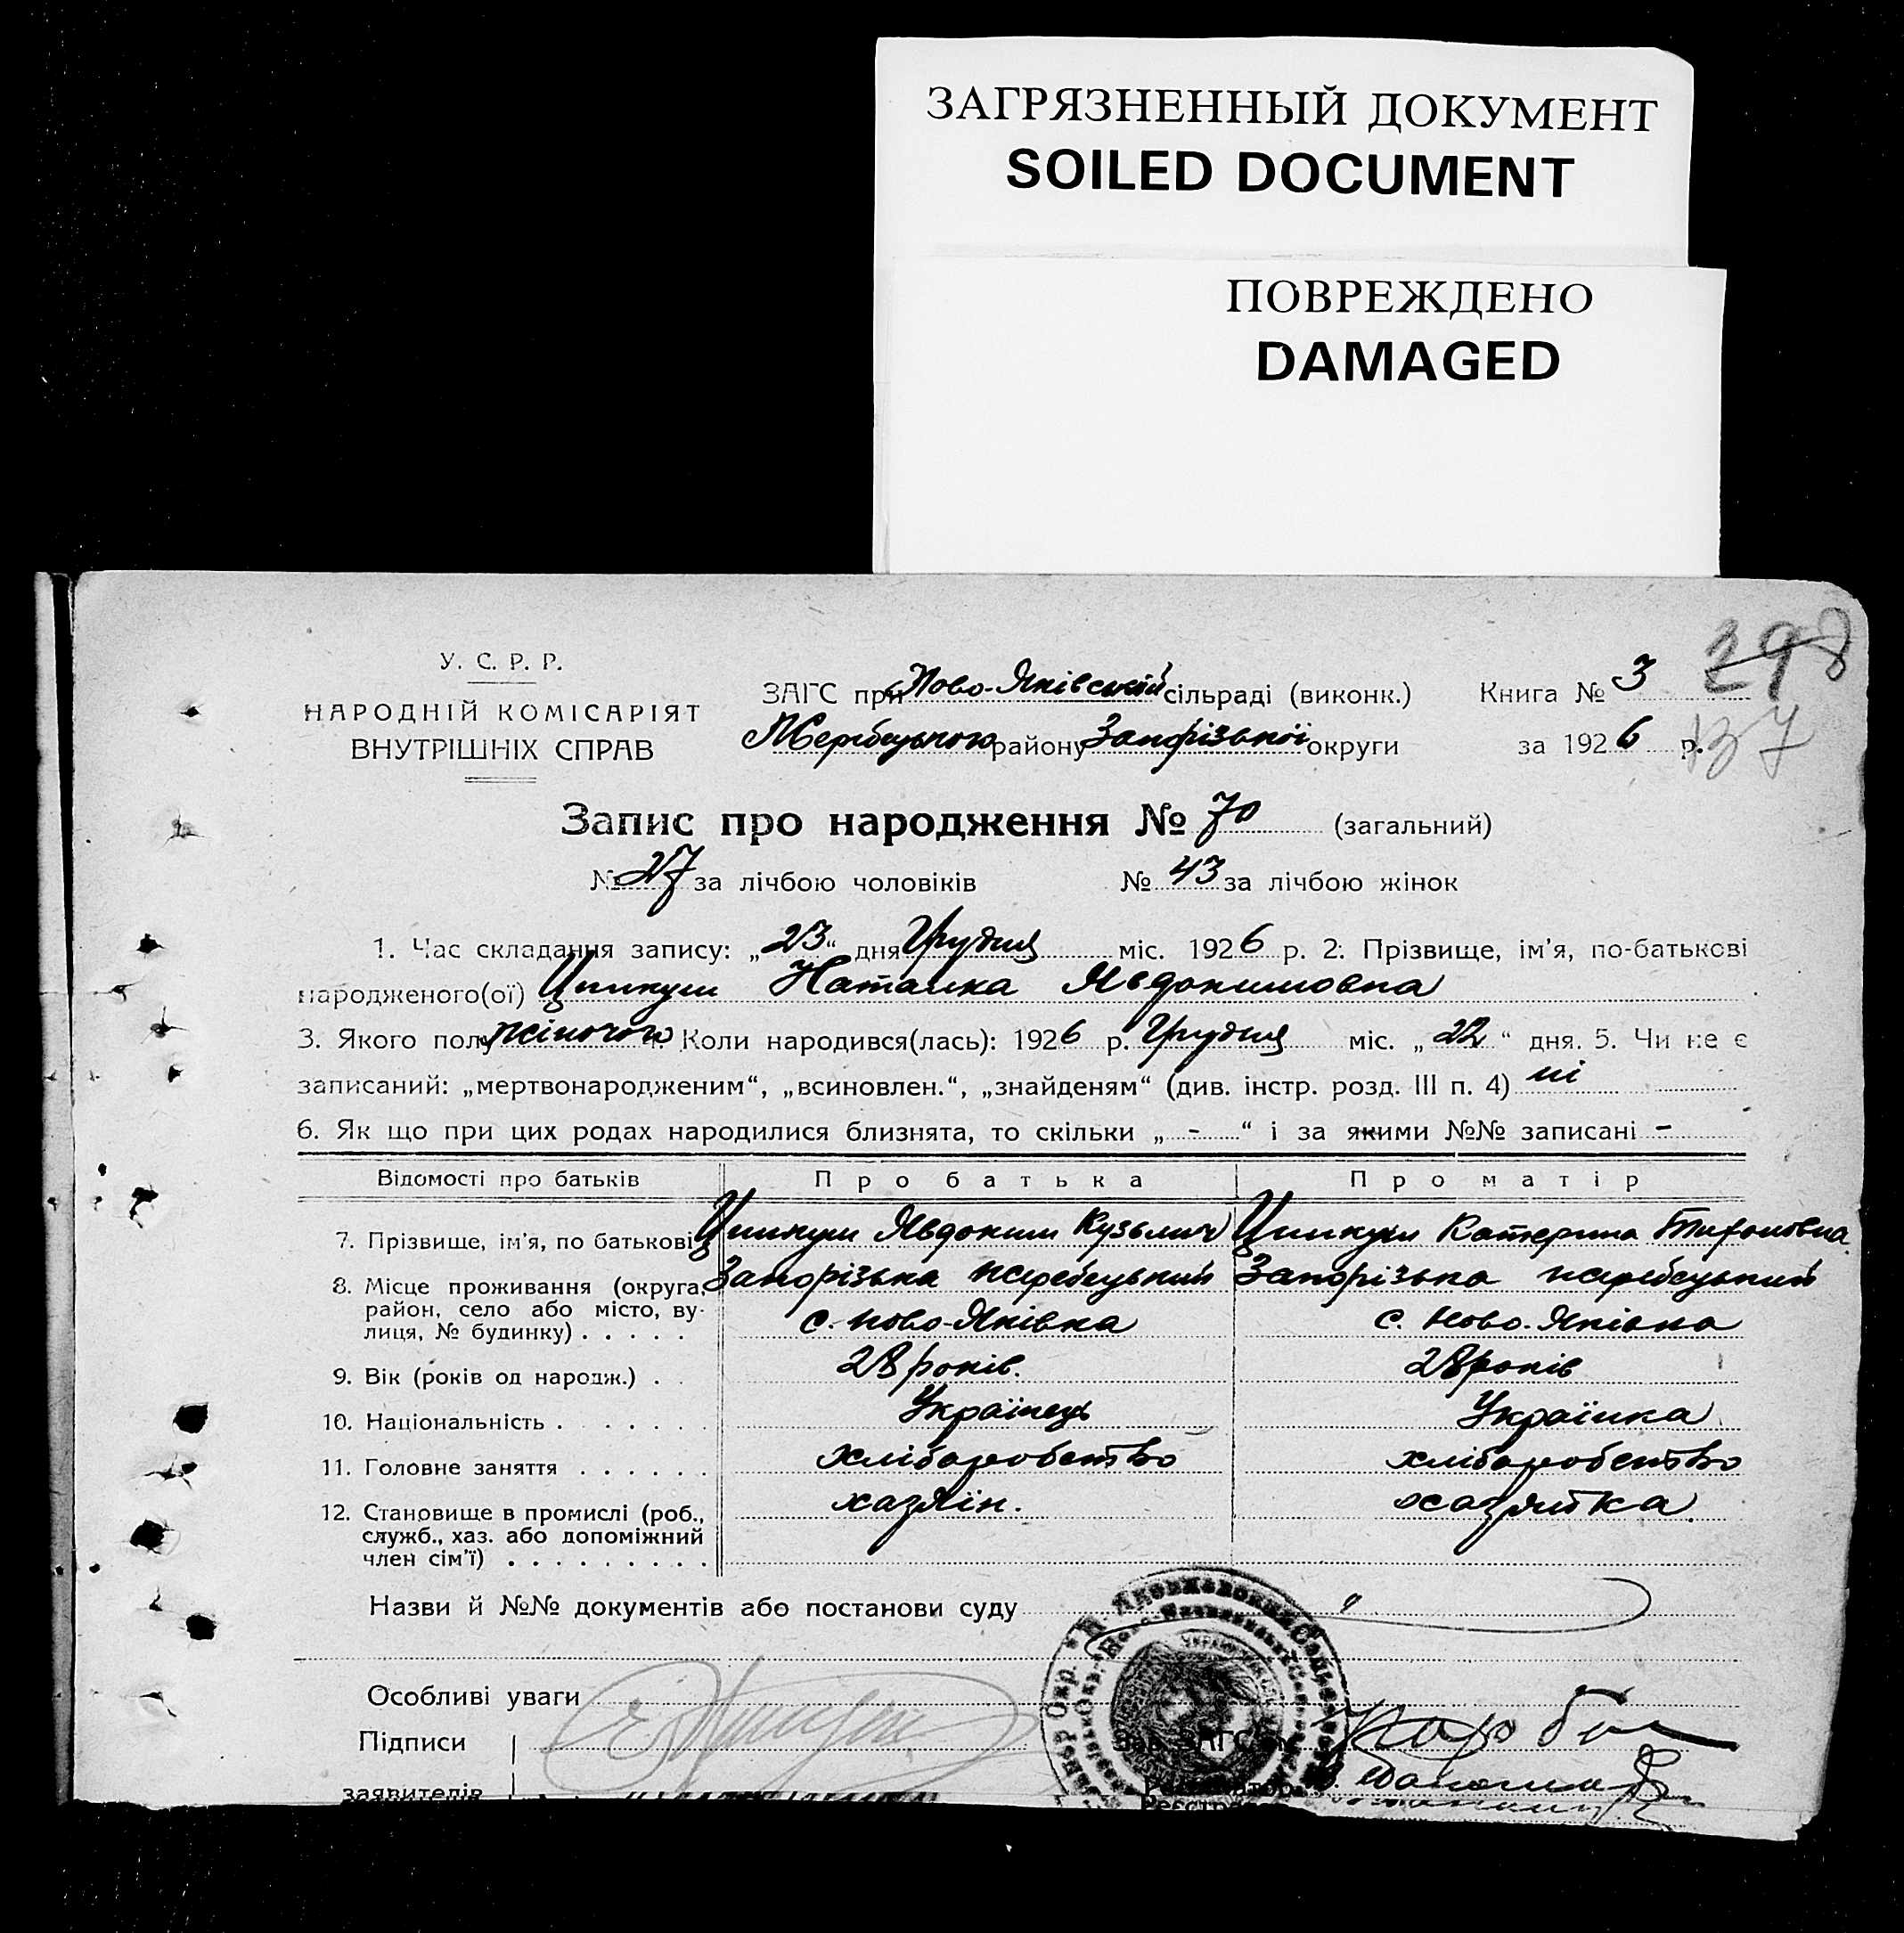 ЗАГРЯЗНЕННЫЙ ДОКУМЕНТ
SOILED DOCUMENT
ПОВРЕЖДЕНО
DAMAGED
298
У. С. Р. Р.
НАРОДНІЙ КОМІСАРІЯТ
ВНУТРІШНІХ СПРАВ
ЗАГС при Ново-Яківській сільраді (виконк.) Книга № 3
району Запорізької округи за 1926 р.
137
Запис про народження № 70 (загальний)
№ 27 за лічбою чоловіків № 43 за лічбою жінок
1. Час складання запису: „23“ дня Грудня міс. 1926 р. 2. Прізвище, ім'я, по-батькові
народженого(ої) Наталка Явдокимовна
3. Якого полу жіночого Коли народився(лась): 1926 р. Грудня міс. „22“ дня. 5. Чи не є
записаний: „мертвонародженим“, „всиновлен.“, „знайденям“ (див. інстр. розд. III п. 4) ні
6. Як що при цих родах народилися близнята, то скільки „-“ і за якими №№ записані -
Відомості про батьків Про батька Про матір
7. Прізвище, ім'я, по батькові Явдоким Кузьмич Катерина Тихоновна
8. Місце проживання (округа, Запорізька Запорізька
район, село або місто, ву- с. Ново-Яківка с. Ново-Яківка
лиця, № будинку) . . . . .
9. Вік (років од народж.) . . 28 років. 28 років
10. Національність . . . . . . Українець Українка
11. Головне заняття . . . . . . хліборобство хліборобство
12. Становище в промислі (роб., хазяїн. хазяйка
служб., хаз. або допоміжний
член сім'ї) . . . . . . . . .
Назви й №№ документів або постанови суду
Особливі уваги
Підписи
Зав. ЗАГС'ом
заявителів